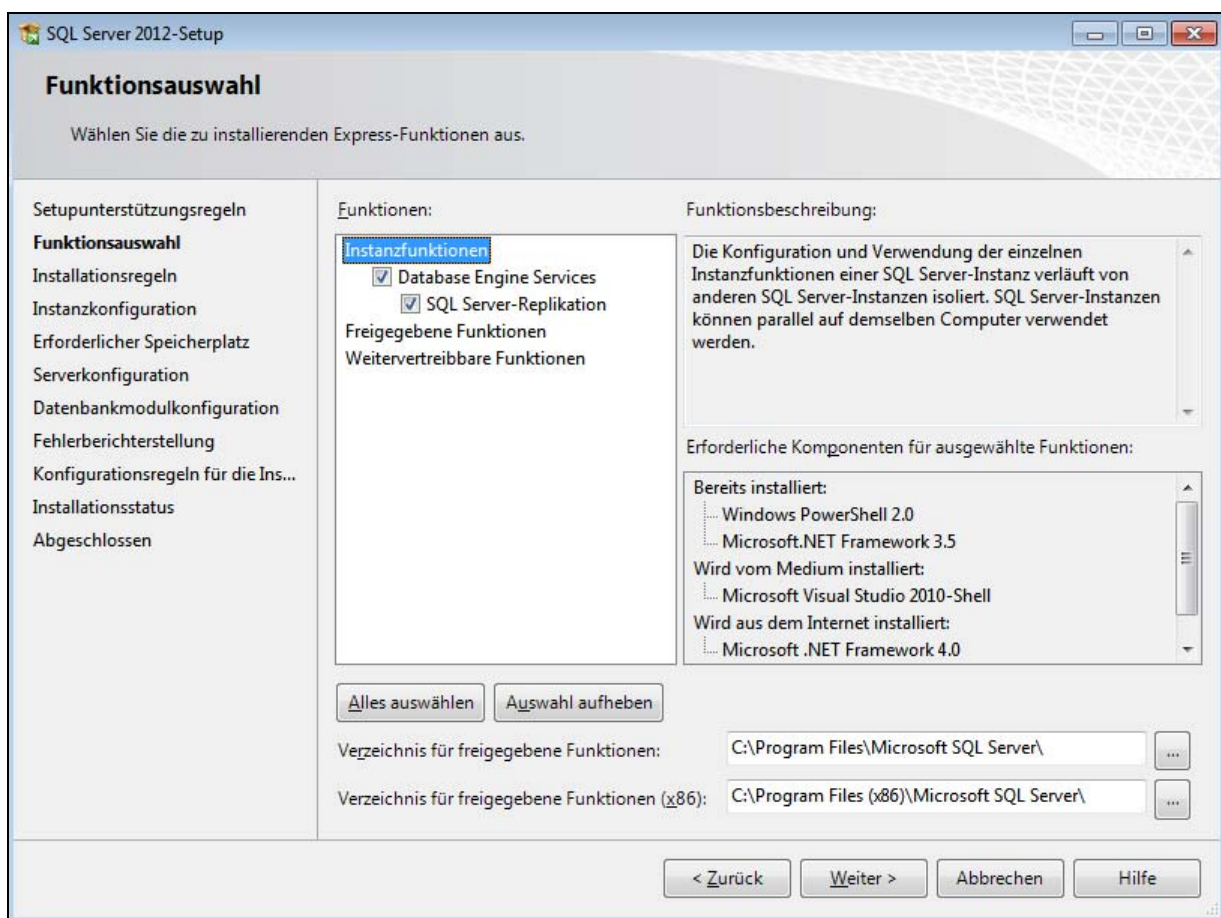 SQL Server 2012-Setup
Funktionsauswahl
Wählen Sie die zu installierenden Express-Funktionen aus.
Setupunterstützungsregeln
Funktionsauswahl
Installationsregeln
Instanzkonfiguration
Erforderlicher Speicherplatz
Serverkonfiguration
Datenbankmodulkonfiguration
Fehlerberichterstellung
Konfigurationsregeln für die Ins...
Installationsstatus
Abgeschlossen
Funktionen:
Instanzfunktionen
Database Engine Services
SQL Server-Replikation
Freigegebene Funktionen
Weitervertreibbare Funktionen
Funktionsbeschreibung:
Die Konfiguration und Verwendung der einzelnen
Instanzfunktionen einer SQL Server-Instanz verläuft von
anderen SQL Server-Instanzen isoliert. SQL Server-Instanzen
können parallel auf demselben Computer verwendet
werden.
Erforderliche Komponenten für ausgewählte Funktionen:
Bereits installiert:
Windows PowerShell 2.0
Microsoft.NET Framework 3.5
Wird vom Medium installiert:
Microsoft Visual Studio 2010-Shell
Wird aus dem Internet installiert:
Microsoft .NET Framework 4.0
Alles auswählen
Auswahl aufheben
Verzeichnis für freigegebene Funktionen:
C:\Program Files\Microsoft SQL Server\
...
Verzeichnis für freigegebene Funktionen (x86):
C:\Program Files (x86)\Microsoft SQL Server\
...
< Zurück
Weiter >
Abbrechen
Hilfe